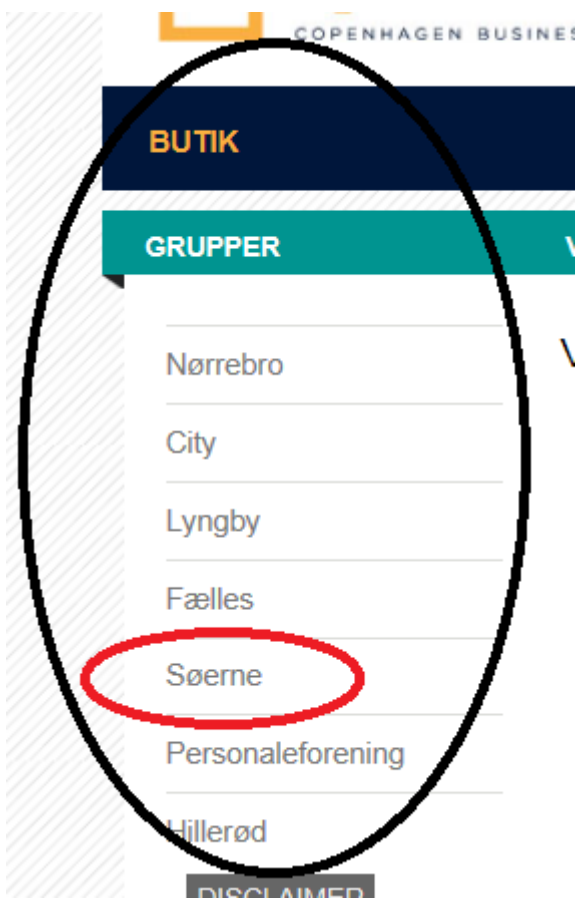 COPENHAGEN BUSINES
BUTIK
GRUPPER
V
Nørrebro
City
Lyngby
Fælles
Søerne
Personaleforening
Hillerød
DISCLAIMER